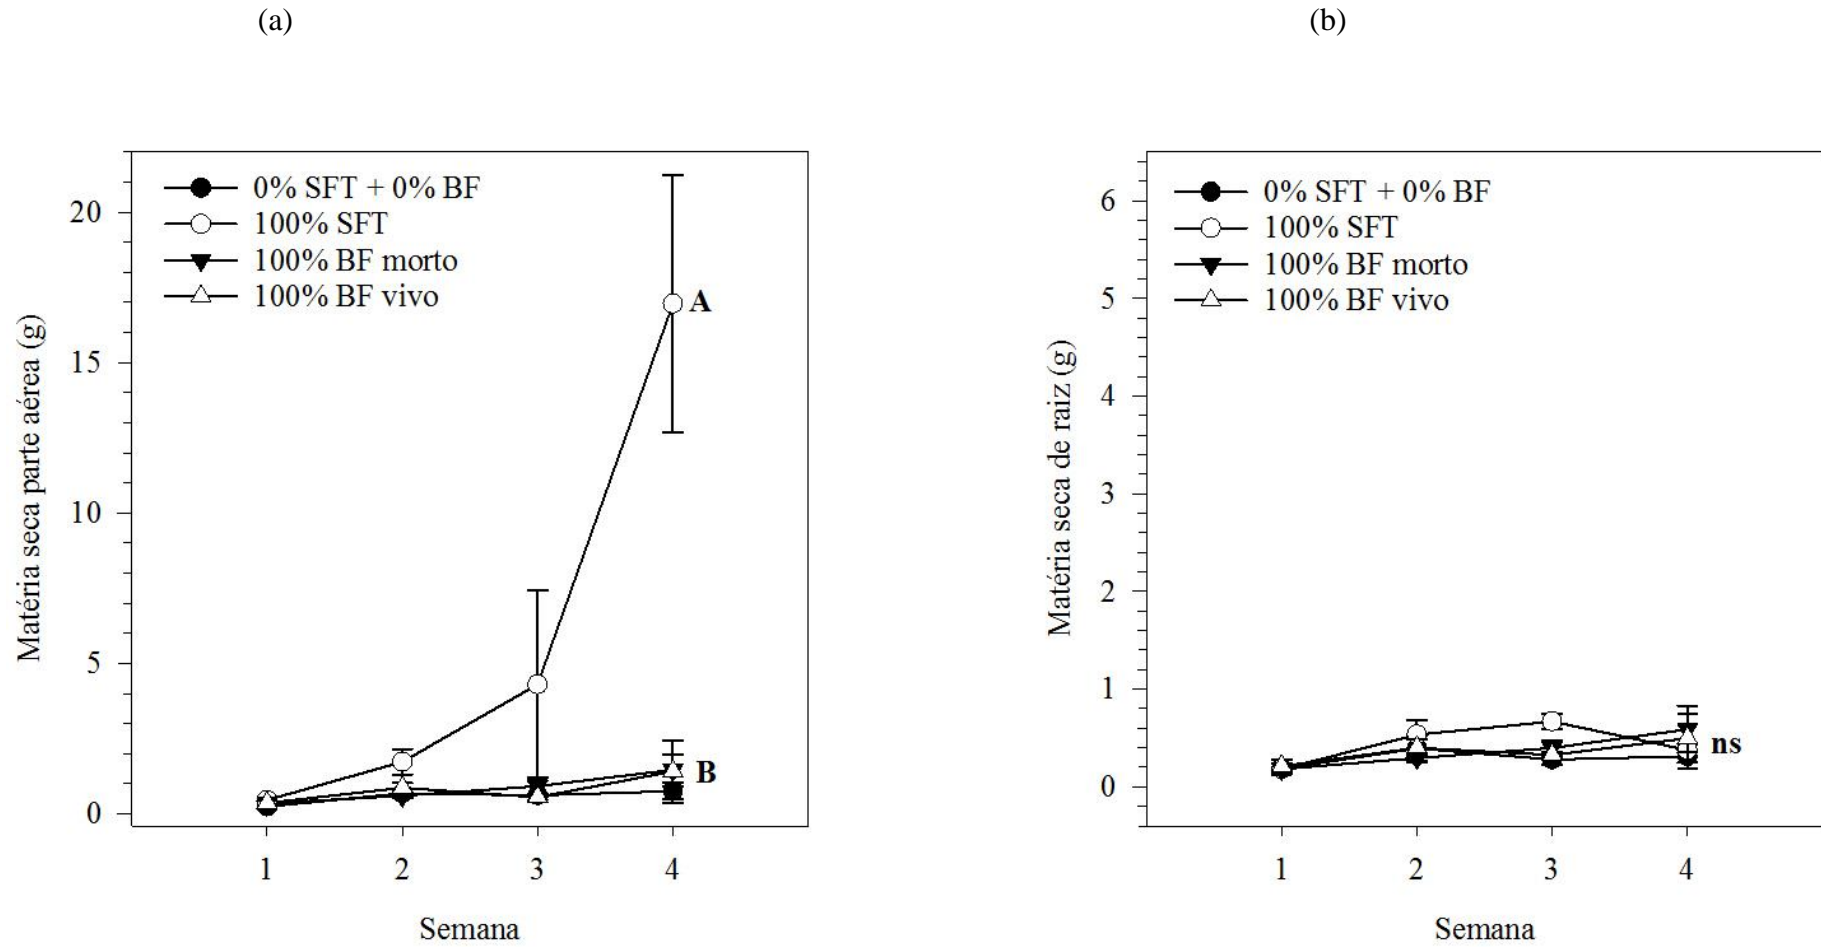 (a)
(b)
0% SFT + 0% BF
100% SFT
100% BF morto
100% BF vivo
20
15
10
5
0
Matéria seca parte aérea (g)
A
B
1 2 3 4
Semana
0% SFT + 0% BF
100% SFT
100% BF morto
100% BF vivo
6
5
4
3
2
1
0
Matéria seca de raiz (g)
ns
1 2 3 4
Semana